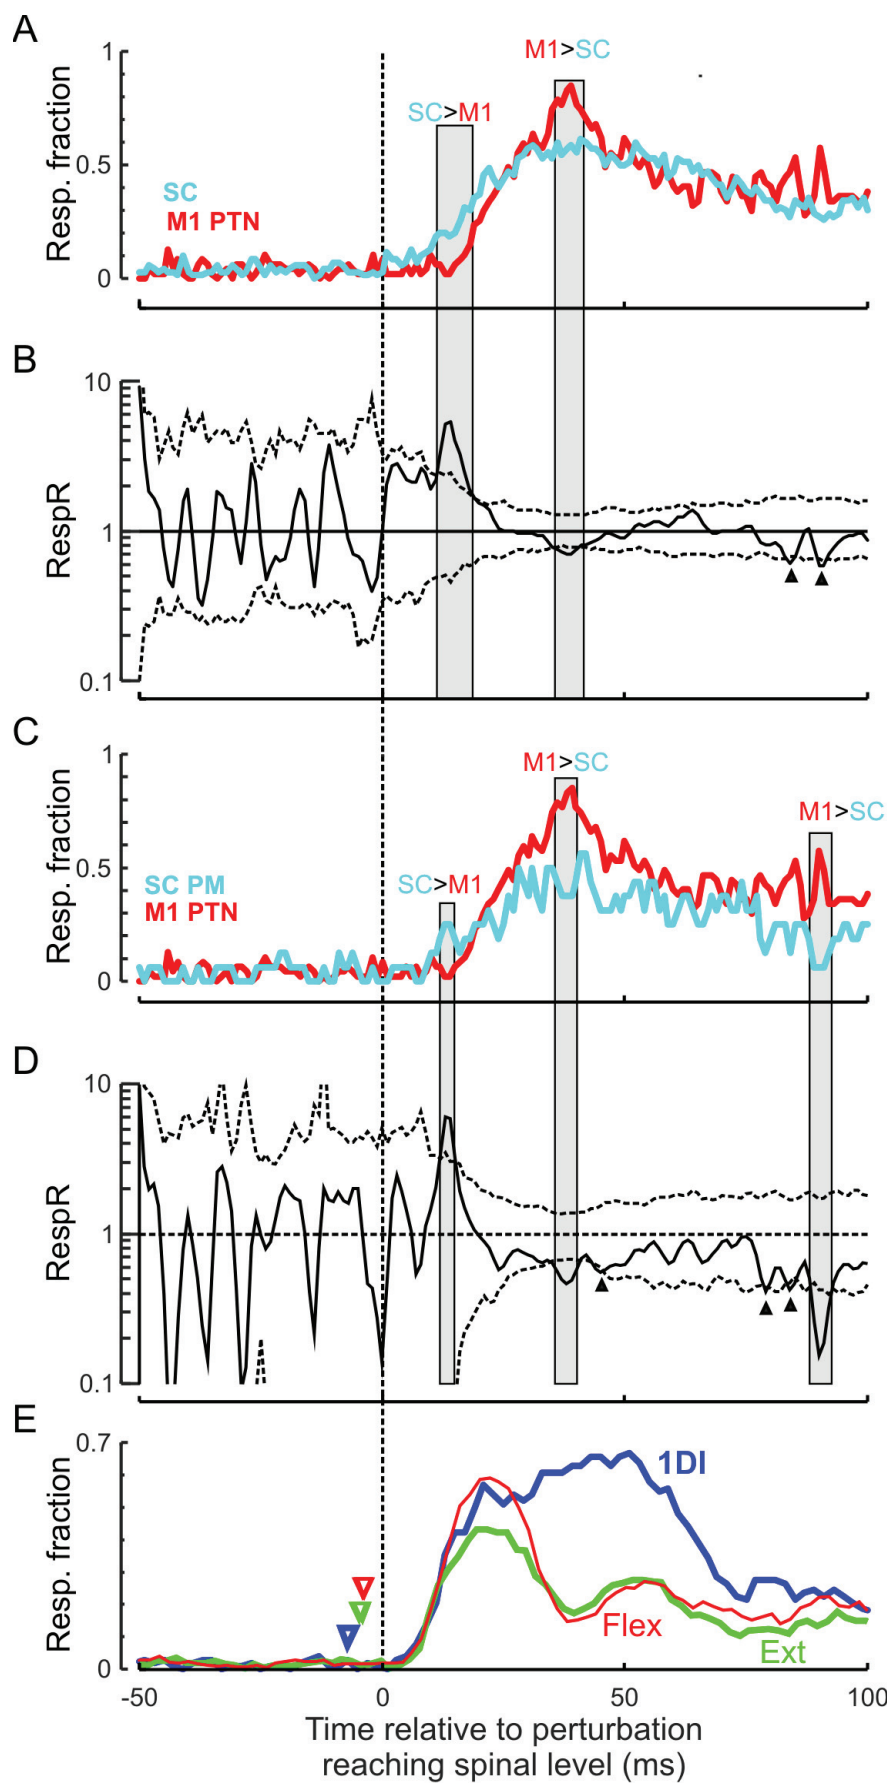 A
M1>SC
SC>M1
1
0.5
0
Resp. fraction
SC
M1 PTN
B
10
1
0.1
RespR
C
M1>SC
M1>SC
SC>M1
1
0.5
0
Resp. fraction
SC PM
M1 PTN
D
10
1
0.1
RespR
E
0.7
0
Resp. fraction
1DI
Flex
Ext
-50 0 50 100
Time relative to perturbation
reaching spinal level (ms)